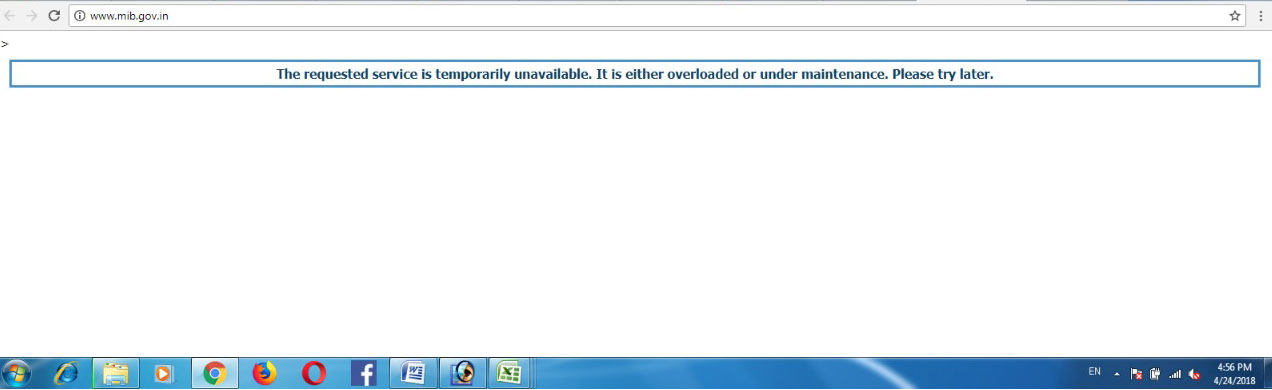 www.mib.gov.in
>
The requested service is temporarily unavailable. It is either overloaded or under maintenance. Please try later.
EN
4:56 PM
4/24/2018